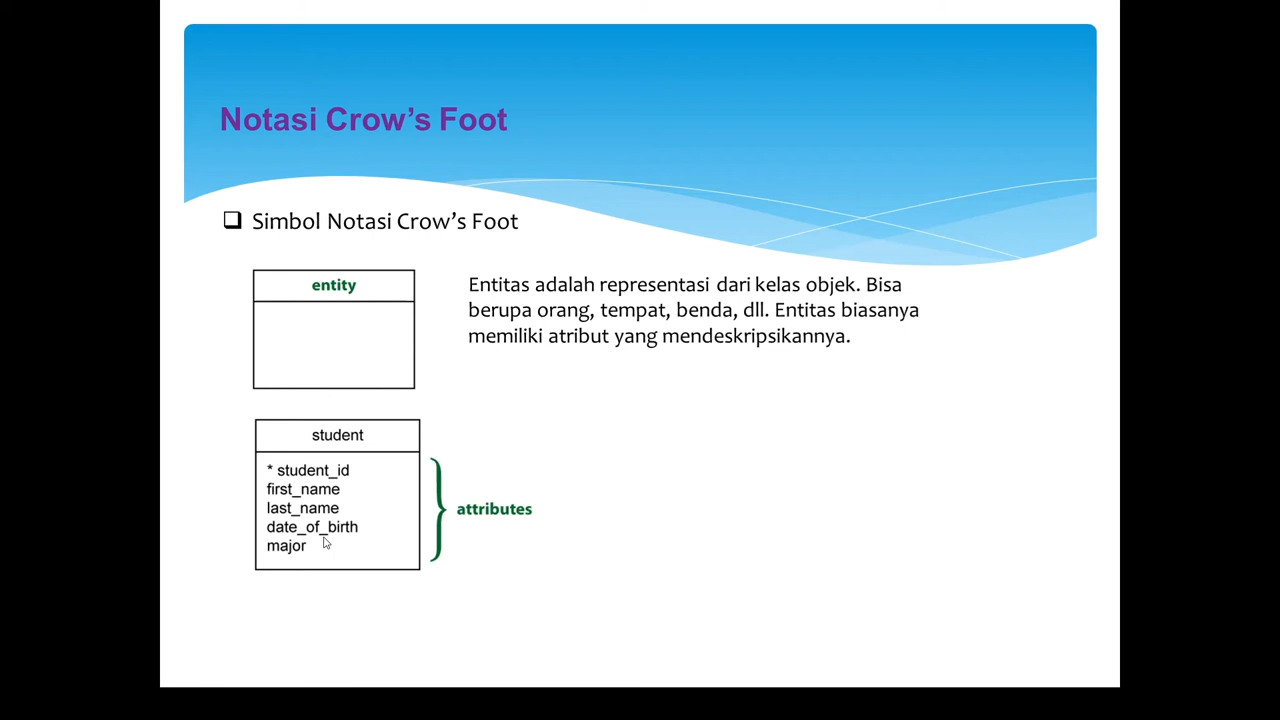 Notasi Crow’s Foot
Simbol Notasi Crow’s Foot
entity
Entitas adalah representasi dari kelas objek. Bisa
berupa orang, tempat, benda, dll. Entitas biasanya
memiliki atribut yang mendeskripsikannya.
student
* student_id
first_name
last_name
date_of_birth
major
attributes